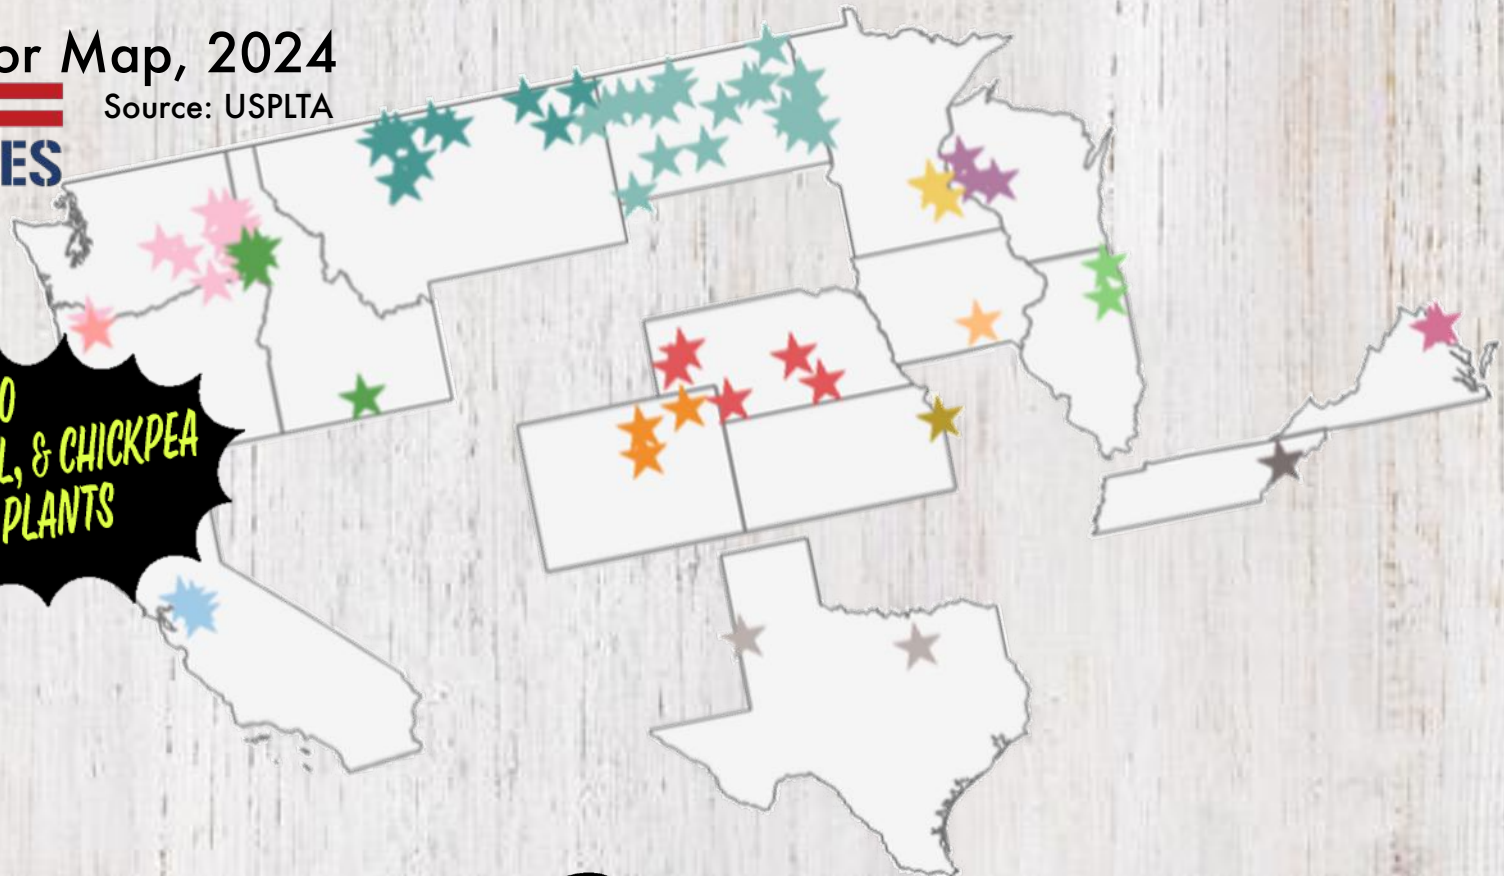 or Map, 2024
Source: USPLTA
ES
O
L, & CHICKPEA
PLANTS